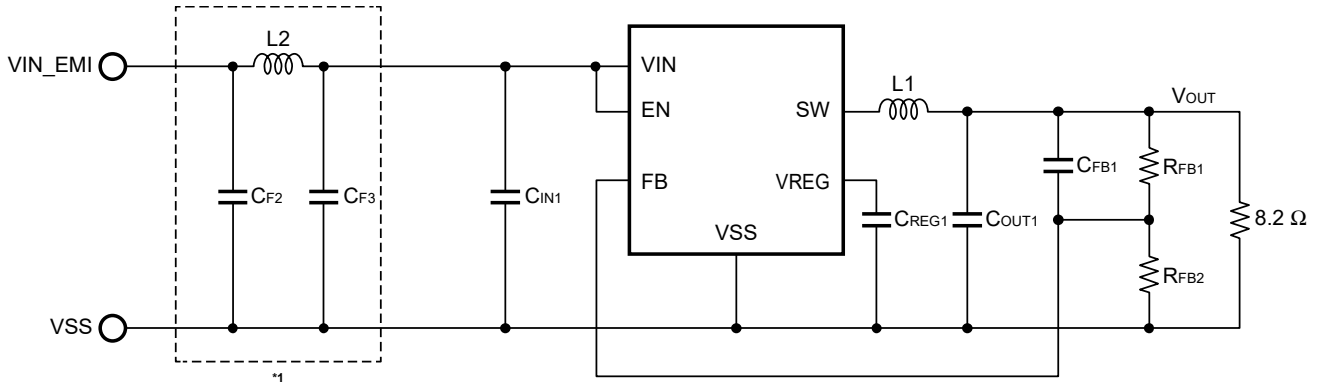 L2
VIN_EMI
VIN
L1
VOUT
EN
SW
CFB1
RFB1
CF2
CF3
CIN1
FB
VREG
CREG1
COUT1
8.2 Ω
VSS
RFB2
VSS
*1